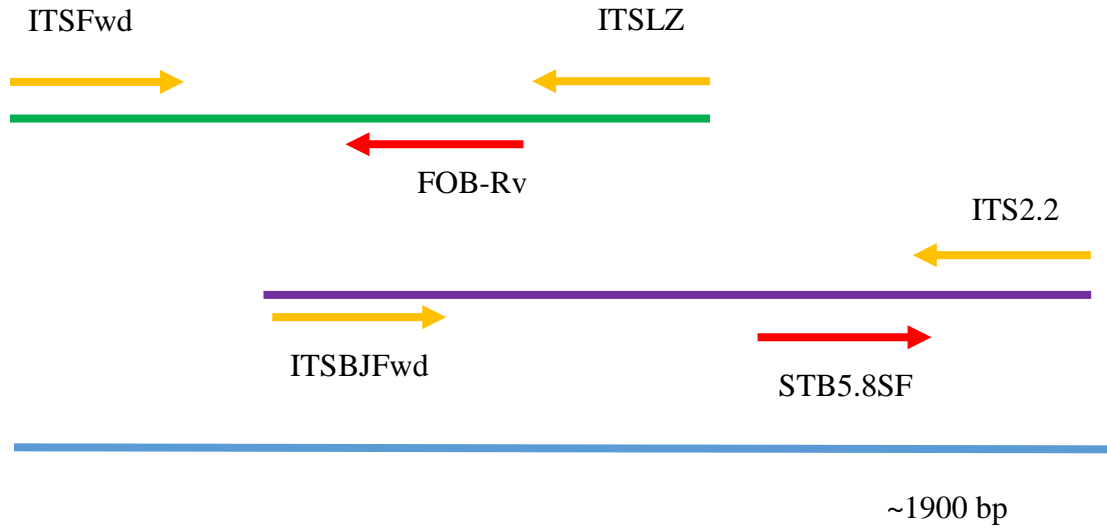 ITSFwd
ITSLZ
FOB-Rv
ITS2.2
ITSBJFwd
STB5.8SF
~1900 bp